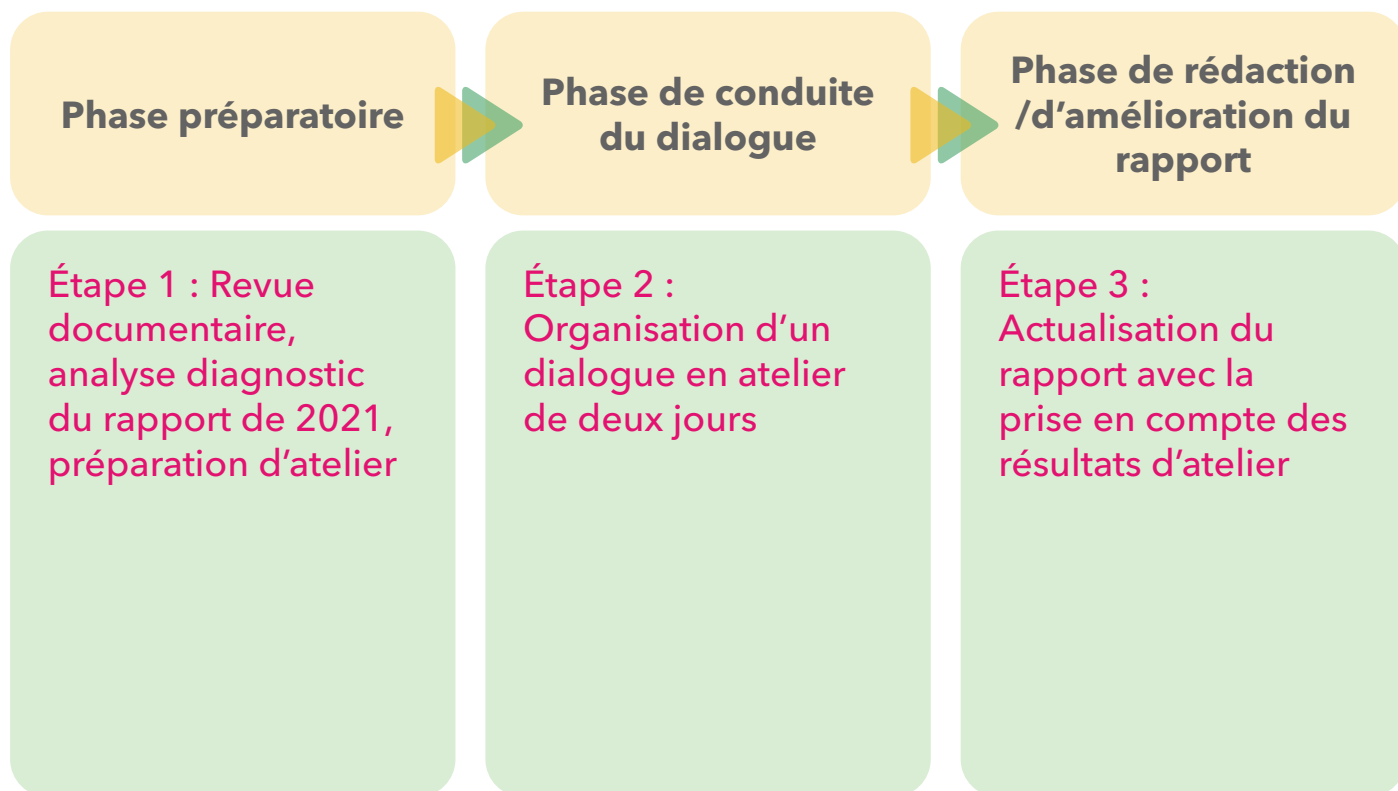 Phase préparatoire
Phase de conduite
du dialogue
Phase de rédaction
/d’amélioration du
rapport
Étape 1 : Revue
documentaire,
analyse diagnostic
du rapport de 2021,
préparation d’atelier
Étape 2 :
Organisation d’un
dialogue en atelier
de deux jours
Étape 3 :
Actualisation du
rapport avec la
prise en compte des
résultats d’atelier